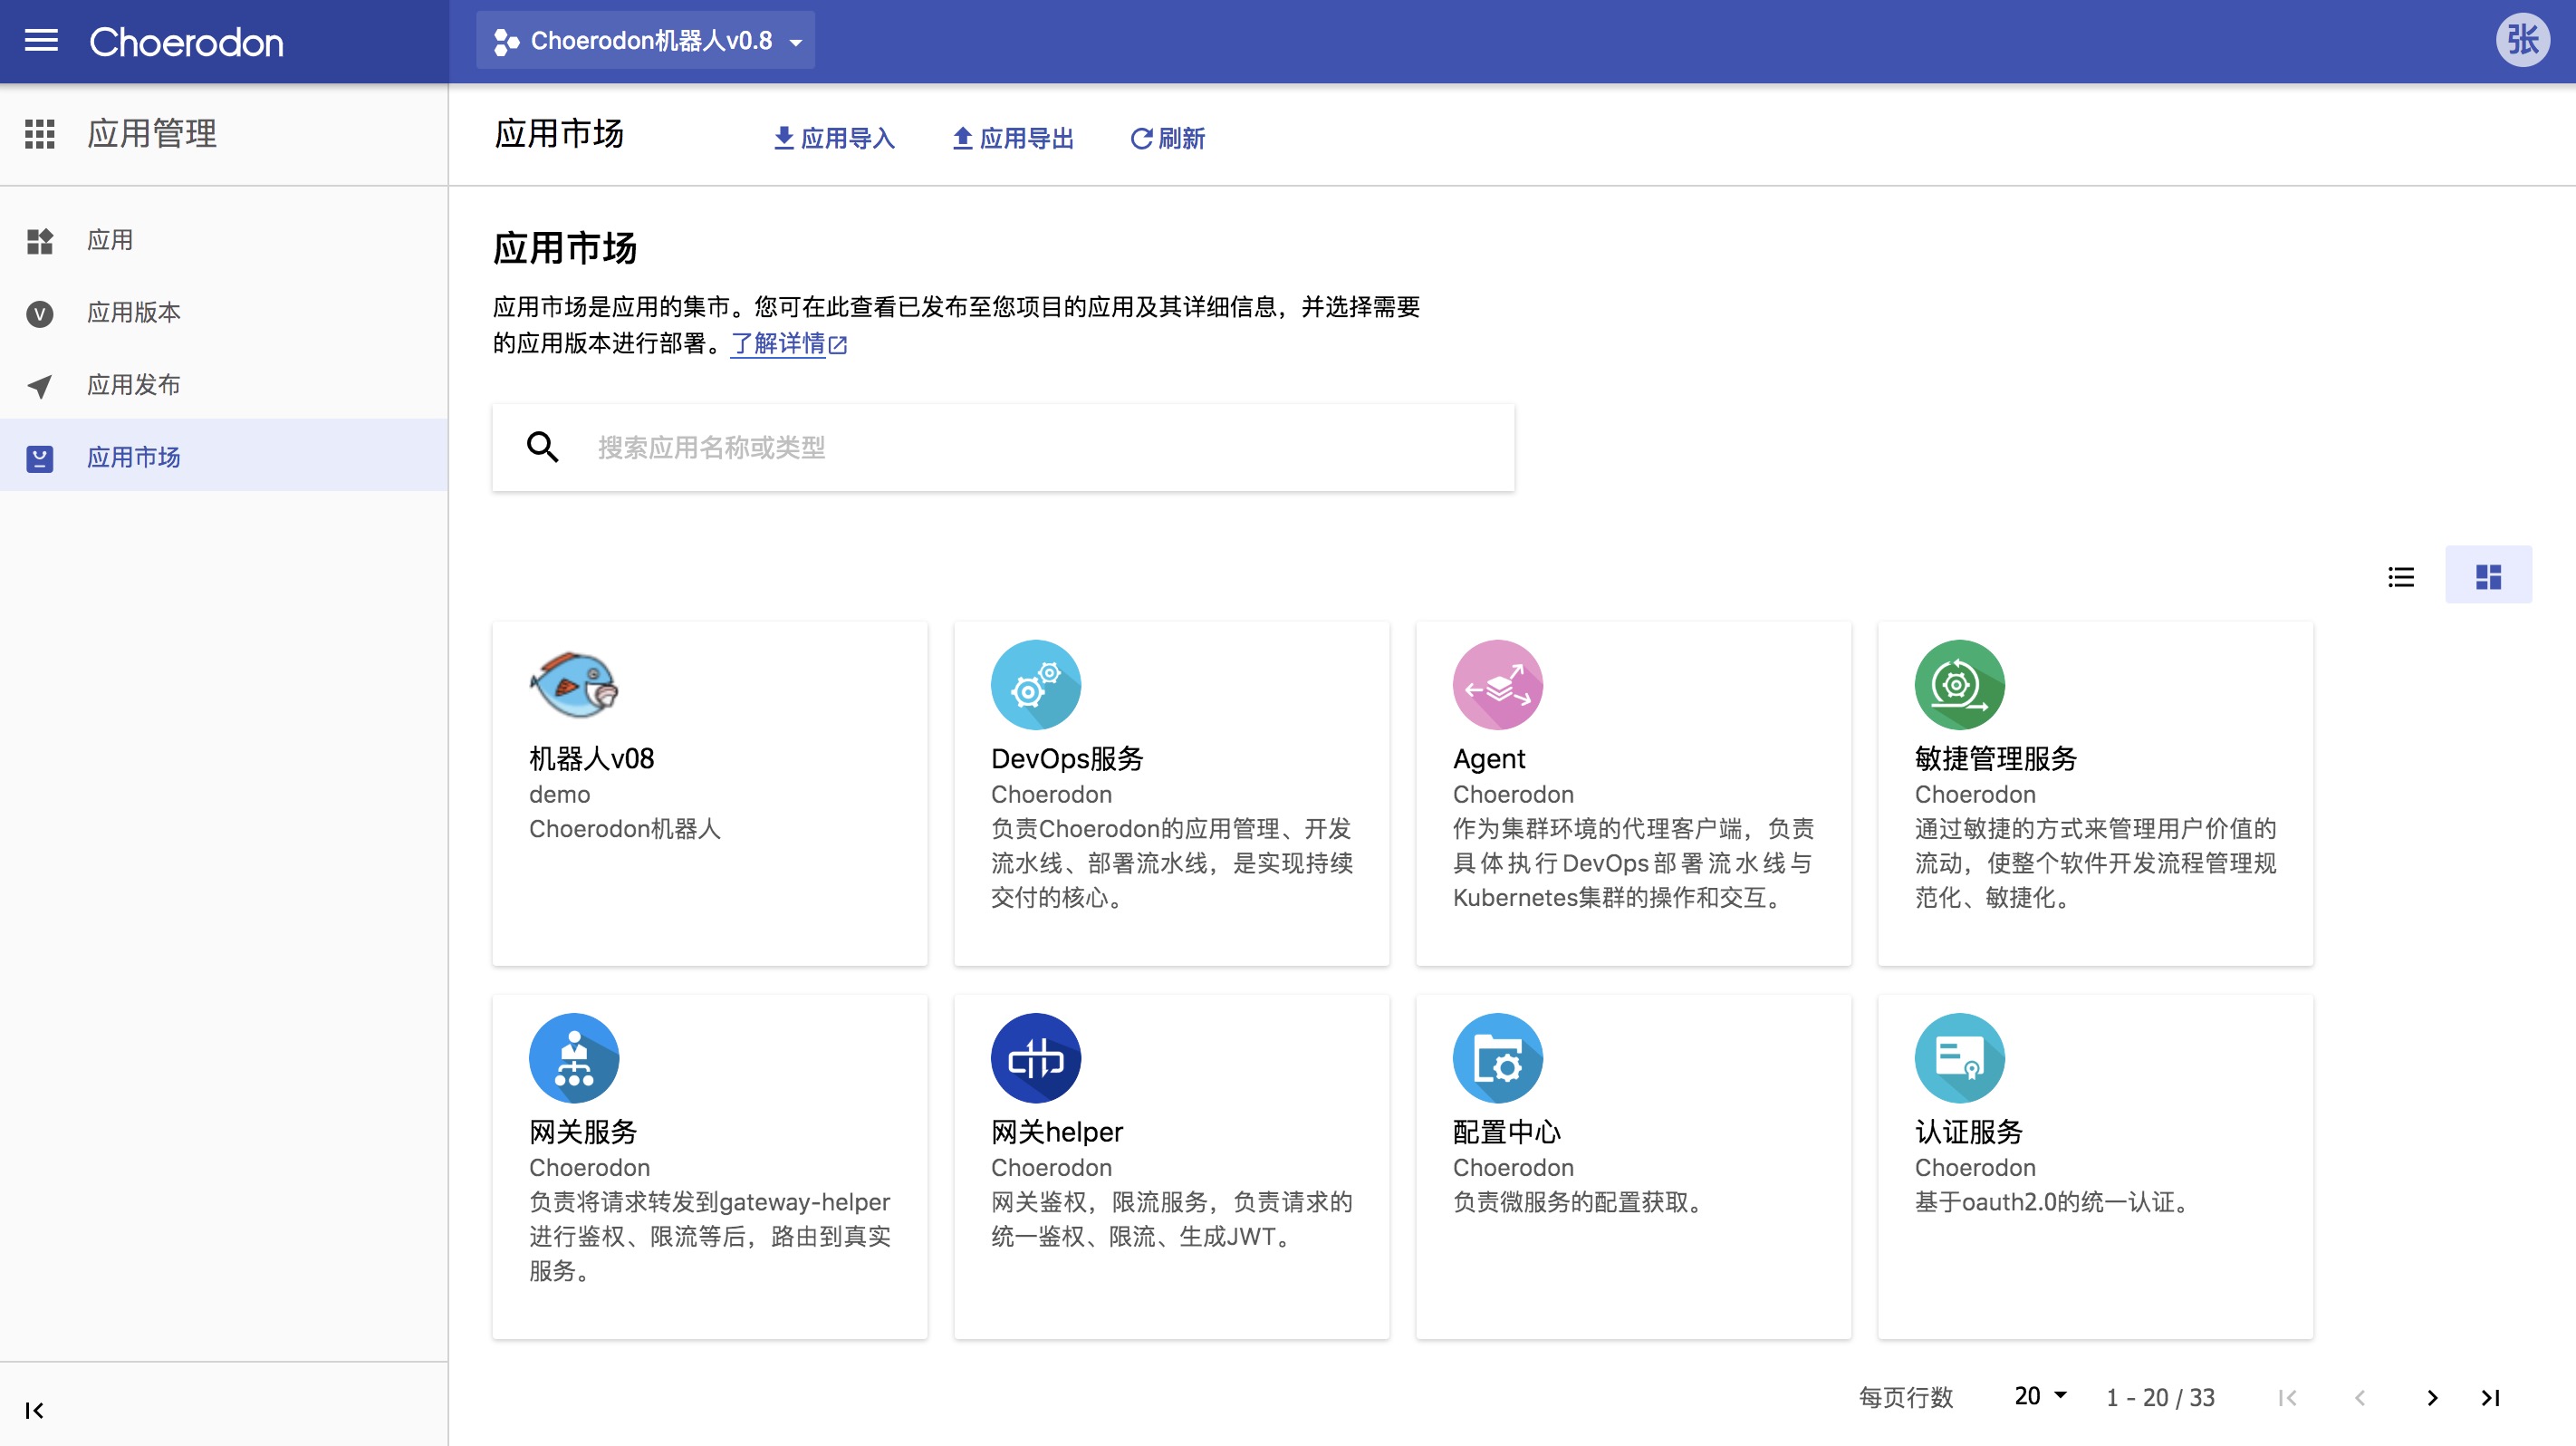 Choerodon
Choerodon机器人v0.8
张
应用管理
应用
V
应用版本
应用发布
应用市场
应用市场
应用导入
应用导出
刷新
应用市场
应用市场是应用的集市。您可在此查看已发布至您项目的应用及其详细信息，并选择需要
的应用版本进行部署。了解详情
搜索应用名称或类型
机器人v08
demo
Choerodon机器人
DevOps服务
Choerodon
负责Choerodon的应用管理、开发
流水线、部署流水线，是实现持续
交付的核心。
Agent
Choerodon
作为集群环境的代理客户端，负责
具体执行DevOps部署流水线与
Kubernetes集群的操作和交互。
敏捷管理服务
Choerodon
通过敏捷的方式来管理用户价值的
流动，使整个软件开发流程管理规
范化、敏捷化。
网关服务
Choerodon
负责将请求转发到gateway-helper
进行鉴权、限流等后，路由到真实
服务。
网关helper
Choerodon
网关鉴权，限流服务，负责请求的
统一鉴权、限流、生成JWT。
配置中心
Choerodon
负责微服务的配置获取。
认证服务
Choerodon
基于oauth2.0的统一认证。
每页行数
20
1 - 20 / 33